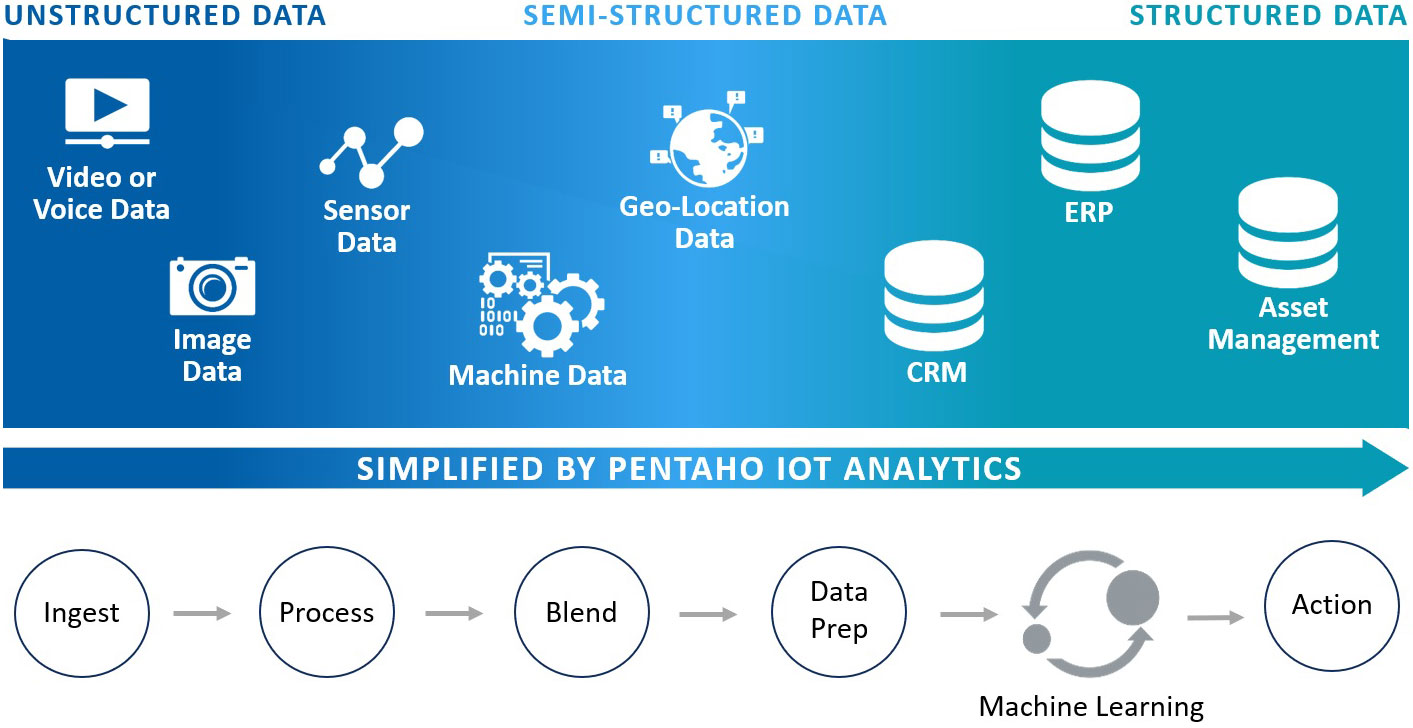 UNSTRUCTURED DATA
SEMI-STRUCTURED DATA
STRUCTURED DATA
Video or
Voice Data
Sensor
Data
Geo-Location
Data
ERP
Image
Data
Machine Data
CRM
Asset
Management
10
10101
010
SIMPLIFIED BY PENTAHO IOT ANALYTICS
Ingest
Process
Blend
Data
Prep
Machine Learning
Action